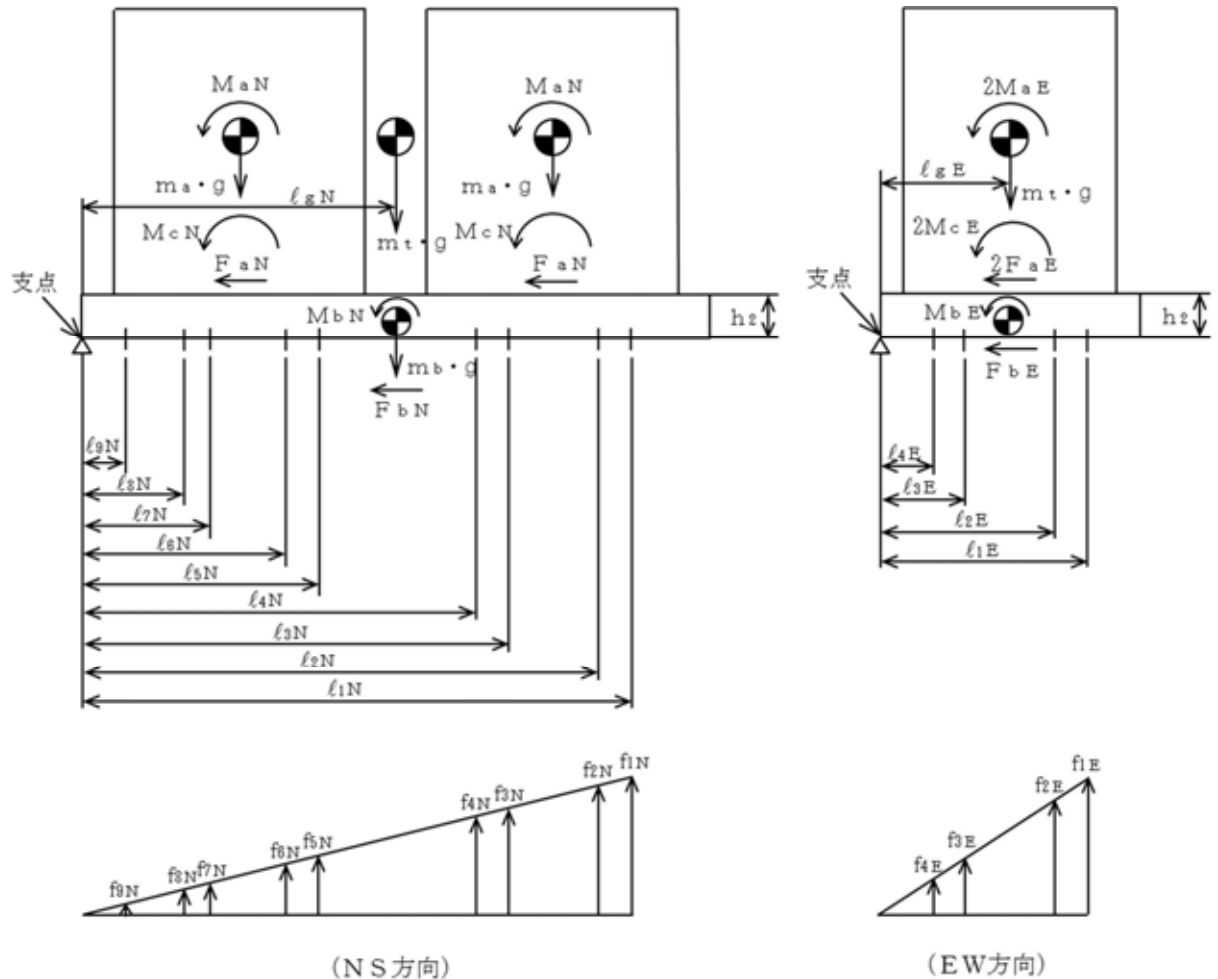 MaN MaN 2MaE
ma・g ma・g ℓgE
ℓgN mt・g
McN mt・g McN 2McE
支点 FaN FaN 支点 2FaE
MbN h2 MbE h2
mb・g FbE
FbN
ℓ9N ℓ4E
ℓ8N ℓ3E
ℓ7N ℓ2E
ℓ6N ℓ1E
ℓ5N
ℓ4N
ℓ3N
ℓ2N
ℓ1N
f9N f8N f7N f6N f5N f4N f3N f2N f1N
f4E f3E f2E f1E
(NS方向) (EW方向)